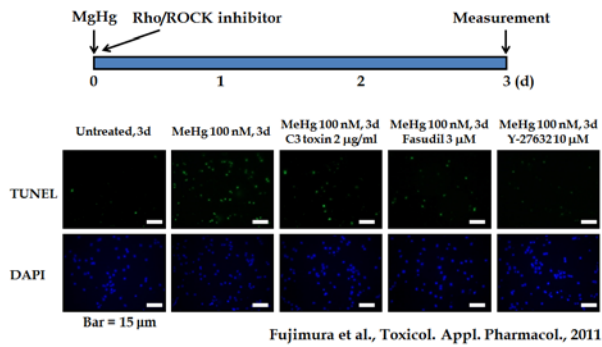 MgHg Rho/ROCK inhibitor Measurement
0 1 2 3 (d)
Untreated, 3d
MeHg 100 nM, 3d
MeHg 100 nM, 3d
C3 toxin 2 µg/ml
MeHg 100 nM, 3d
Fasudil 3 µM
MeHg 100 nM, 3d
Y-27632 10 µM
TUNEL
DAPI
Bar = 15 µm
Fujimura et al., Toxicol. Appl. Pharmacol., 2011